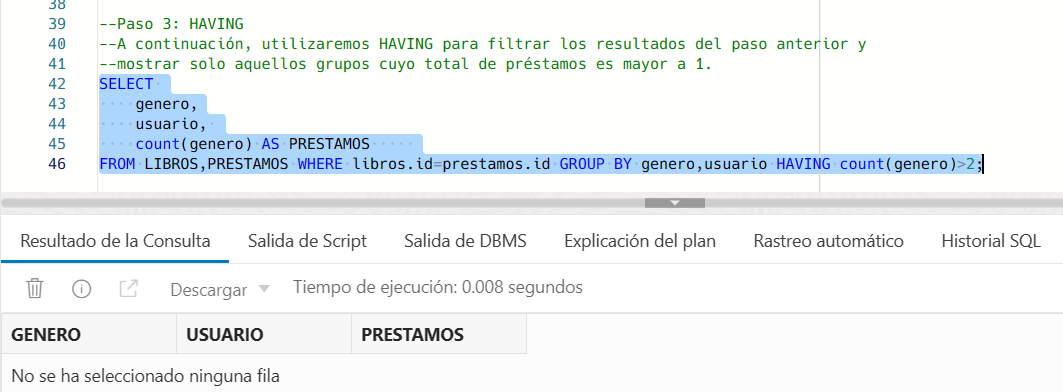 38
39 --Paso 3: HAVING
40 --A continuación, utilizaremos HAVING para filtrar los resultados del paso anterior y
41 --mostrar solo aquellos grupos cuyo total de préstamos es mayor a 1.
42 SELECT
43 genero,
44 usuario,
45 count(genero) AS PRESTAMOS
46 FROM LIBROS,PRESTAMOS WHERE libros.id=prestamos.id GROUP BY genero,usuario HAVING count(genero)>2;
Resultado de la Consulta Salida de Script Salida de DBMS Explicación del plan Rastreo automático Historial SQL
Descargar Tiempo de ejecución: 0.008 segundos
GENERO USUARIO PRESTAMOS
No se ha seleccionado ninguna fila